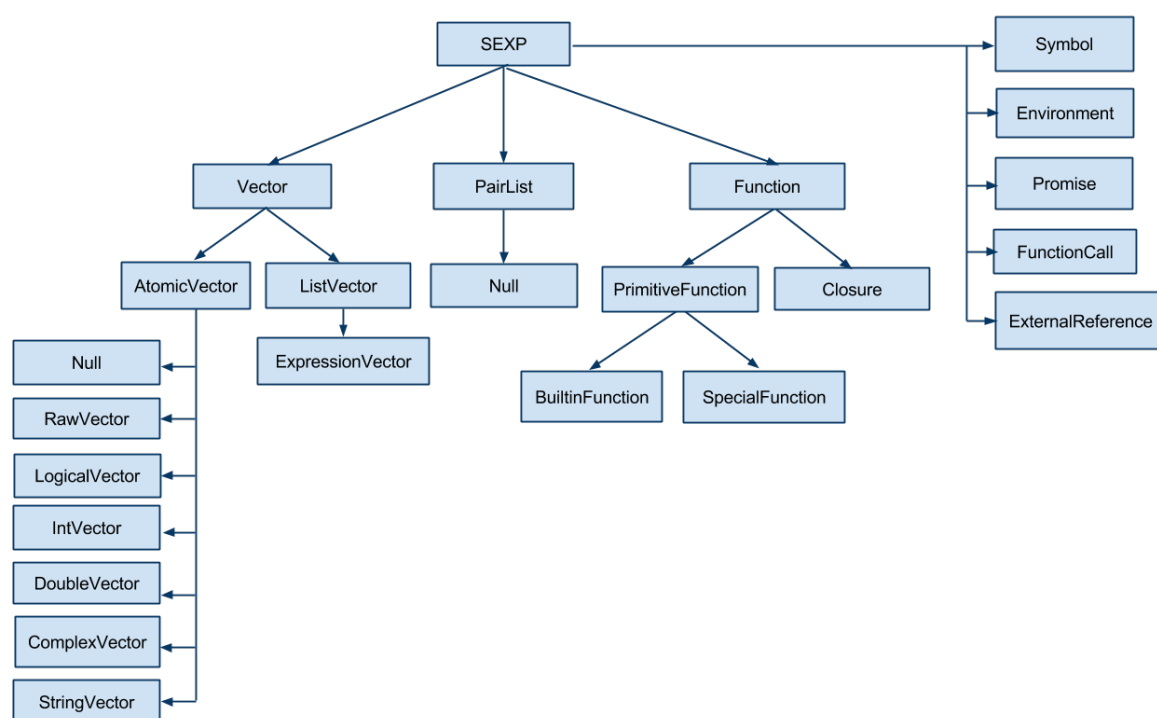 SEXP
Symbol
Environment
Promise
FunctionCall
ExternalReference
Vector
PairList
Function
AtomicVector
ListVector
Null
PrimitiveFunction
Closure
ExpressionVector
BuiltinFunction
SpecialFunction
Null
RawVector
LogicalVector
IntVector
DoubleVector
ComplexVector
StringVector